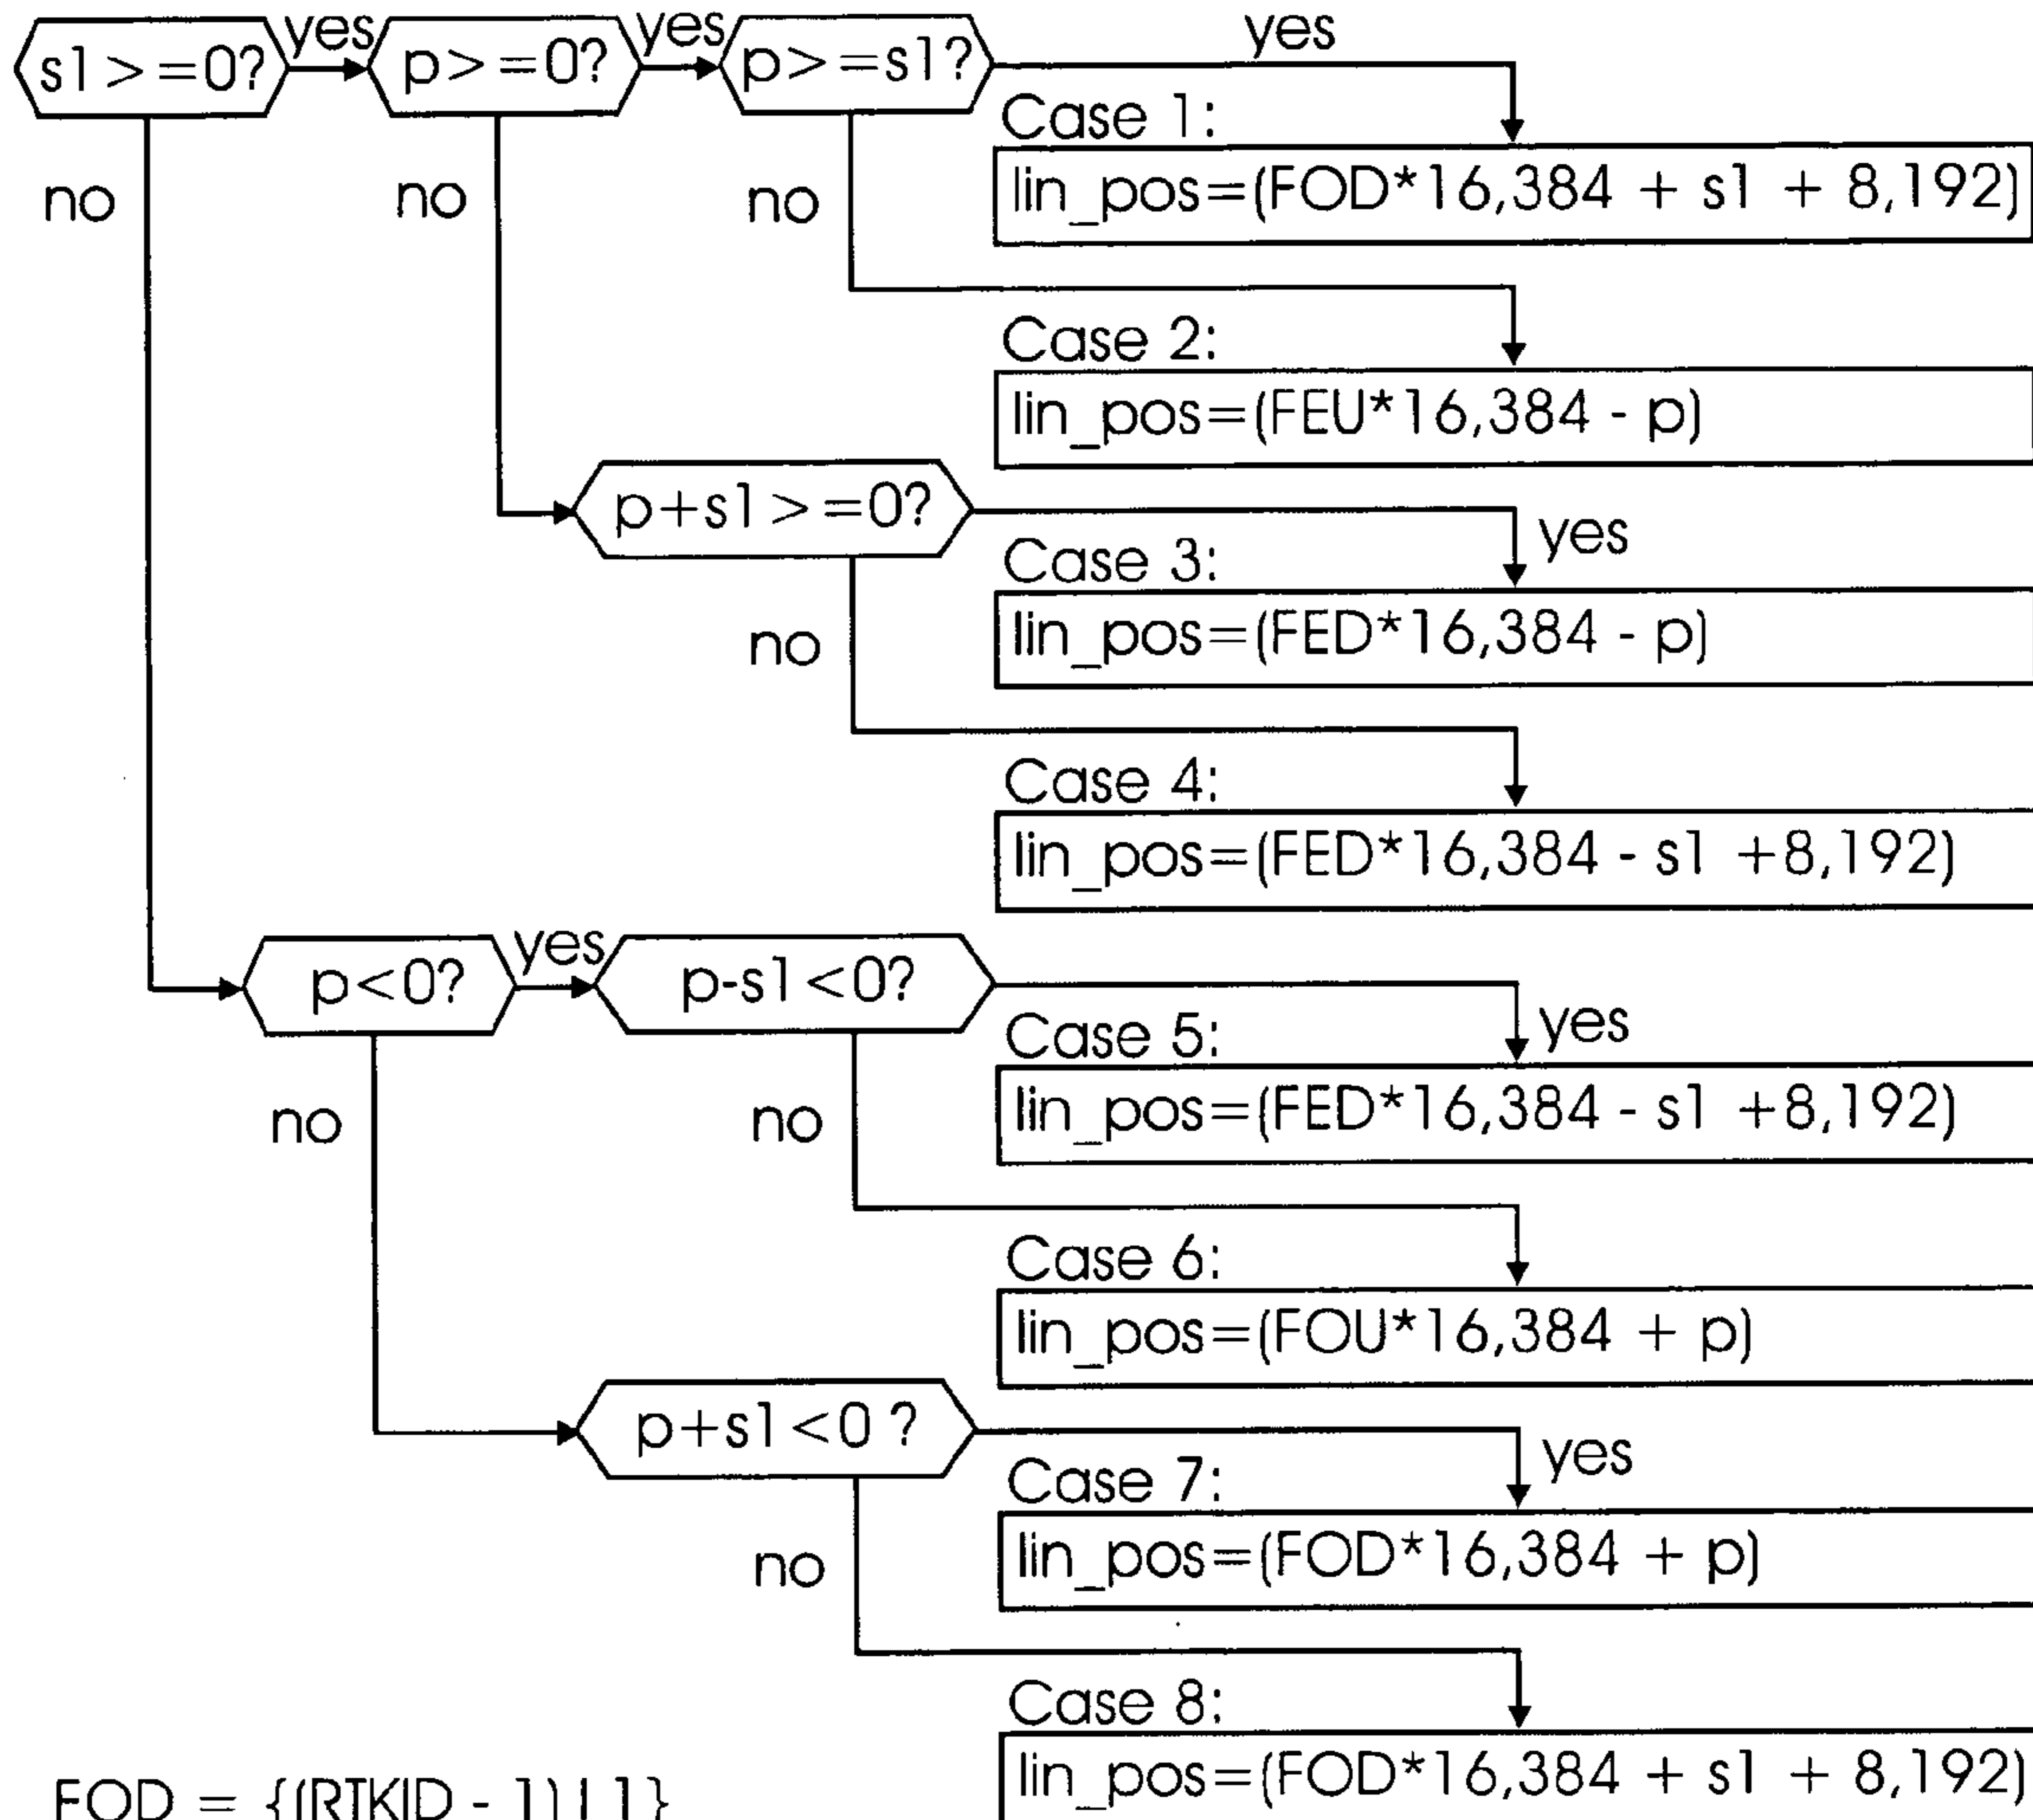 s1>=0?
yes
p>=0?
yes
p>=s1?
yes
no
no
no
Case 1:
lin_pos=(FOD*16,384 + s1 + 8,192)
Case 2:
lin_pos=(FEU*16,384 - p)
p+s1>=0?
yes
no
Case 3:
lin_pos=(FED*16,384 - p)
Case 4:
lin_pos=(FED*16,384 - s1 +8,192)
p<0?
yes
p-s1<0?
yes
no
no
Case 5:
lin_pos=(FED*16,384 - s1 +8,192)
Case 6:
lin_pos=(FOU*16,384 + p)
p+s1<0 ?
yes
no
Case 7:
lin_pos=(FOD*16,384 + p)
Case 8:
lin_pos=(FOD*16,384 + s1 + 8,192)
FOD = {(RTKID - 1) | 1}